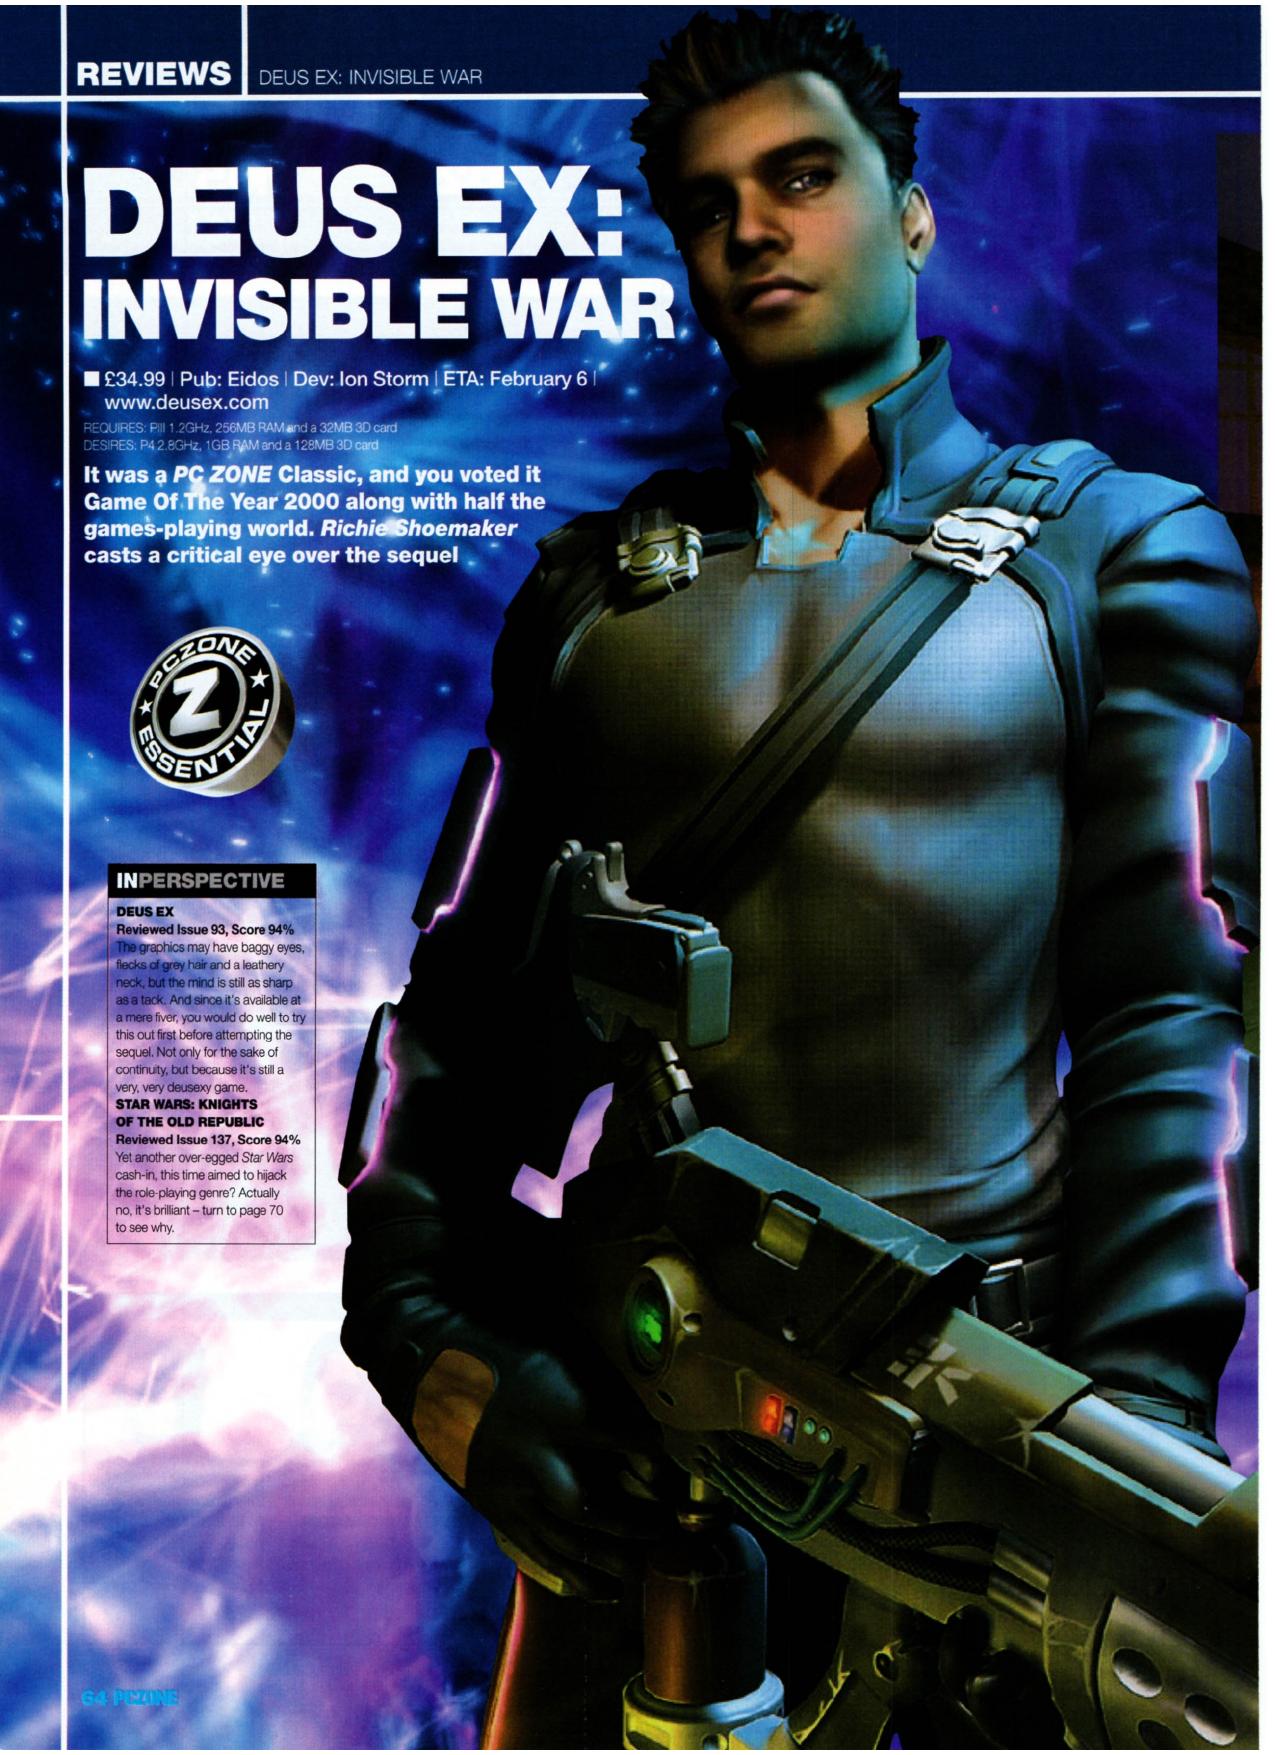 REVIEWS
DEUS EX: INVISIBLE WAR
DEUS EX:
INVISIBLE WAR
£34.99 | Pub: Eidos | Dev: Ion Storm | ETA: February 6 |
www.deusex.com
REQUIRES: PIII 1.2GHz, 256MB RAM and a 32MB 3D card
DESIRES: P4 2.8GHz, 1GB RAM and a 128MB 3D card
It was a PC ZONE Classic, and you voted it
Game Of The Year 2000 along with half the
games-playing world. Richie Shoemaker
casts a critical eye over the sequel
PCZONE
Z
ESSENTIAL
INPERSPECTIVE
DEUS EX
Reviewed Issue 93, Score 94%
The graphics may have baggy eyes,
flecks of grey hair and a leathery
neck, but the mind is still as sharp
as a tack. And since it's available at
a mere fiver, you would do well to try
this out first before attempting the
sequel. Not only for the sake of
continuity, but because it's still a
very, very deusexy game.
STAR WARS: KNIGHTS
OF THE OLD REPUBLIC
Reviewed Issue 137, Score 94%
Yet another over-egged Star Wars
cash-in, this time aimed to hijack
the role-playing genre? Actually
no, it's brilliant – turn to page 70
to see why.
64 PCZONE